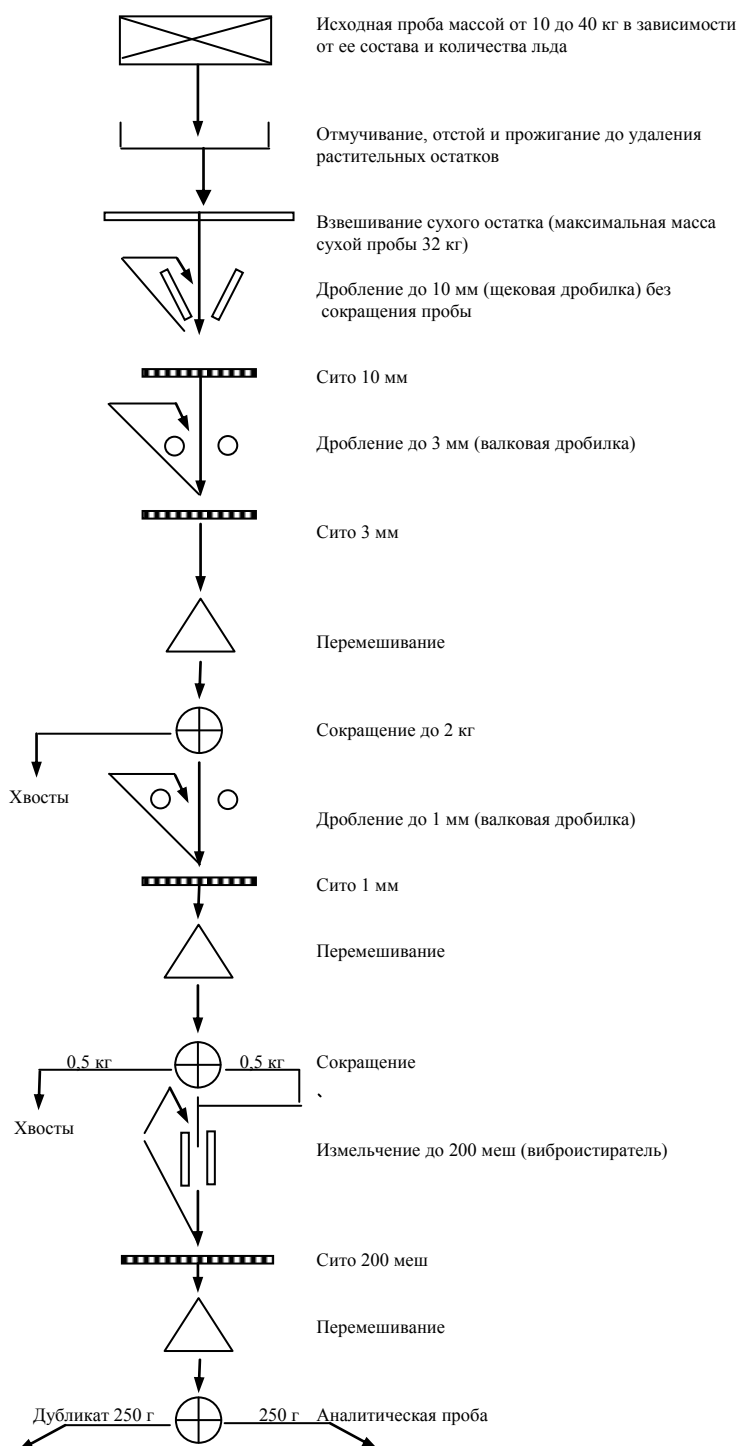 Исходная проба массой от 10 до 40 кг в зависимости
от ее состава и количества льда
Отмучивание, отстой и прожигание до удаления
растительных остатков
Взвешивание сухого остатка (максимальная масса
сухой пробы 32 кг)
Дробление до 10 мм (щековая дробилка) без
сокращения пробы
Сито 10 мм
Дробление до 3 мм (валковая дробилка)
Сито 3 мм
Перемешивание
Сокращение до 2 кг
Хвосты
Дробление до 1 мм (валковая дробилка)
Сито 1 мм
Перемешивание
0,5 кг 0,5 кг Сокращение
`
Хвосты
Измельчение до 200 меш (виброистиратель)
Сито 200 меш
Перемешивание
Дубликат 250 г 250 г Аналитическая проба